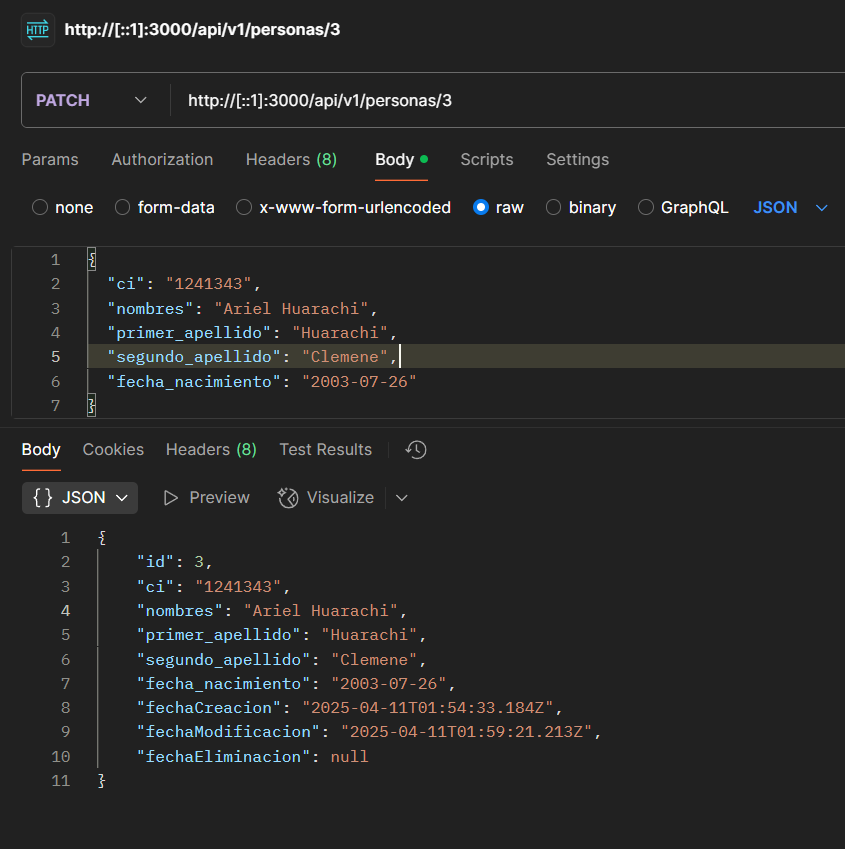 HTTP http://[::1]:3000/api/v1/personas/3
PATCH http://[::1]:3000/api/v1/personas/3
Params Authorization Headers (8) Body Scripts Settings
none form-data x-www-form-urlencoded raw binary GraphQL JSON
1 {
2 "ci": "1241343",
3 "nombres": "Ariel Huarachi",
4 "primer_apellido": "Huarachi",
5 "segundo_apellido": "Clemene",
6 "fecha_nacimiento": "2003-07-26"
7 }
Body Cookies Headers (8) Test Results
{} JSON Preview Visualize
1 {
2 "id": 3,
3 "ci": "1241343",
4 "nombres": "Ariel Huarachi",
5 "primer_apellido": "Huarachi",
6 "segundo_apellido": "Clemene",
7 "fecha_nacimiento": "2003-07-26",
8 "fechaCreacion": "2025-04-11T01:54:33.184Z",
9 "fechaModificacion": "2025-04-11T01:59:21.213Z",
10 "fechaEliminacion": null
11 }